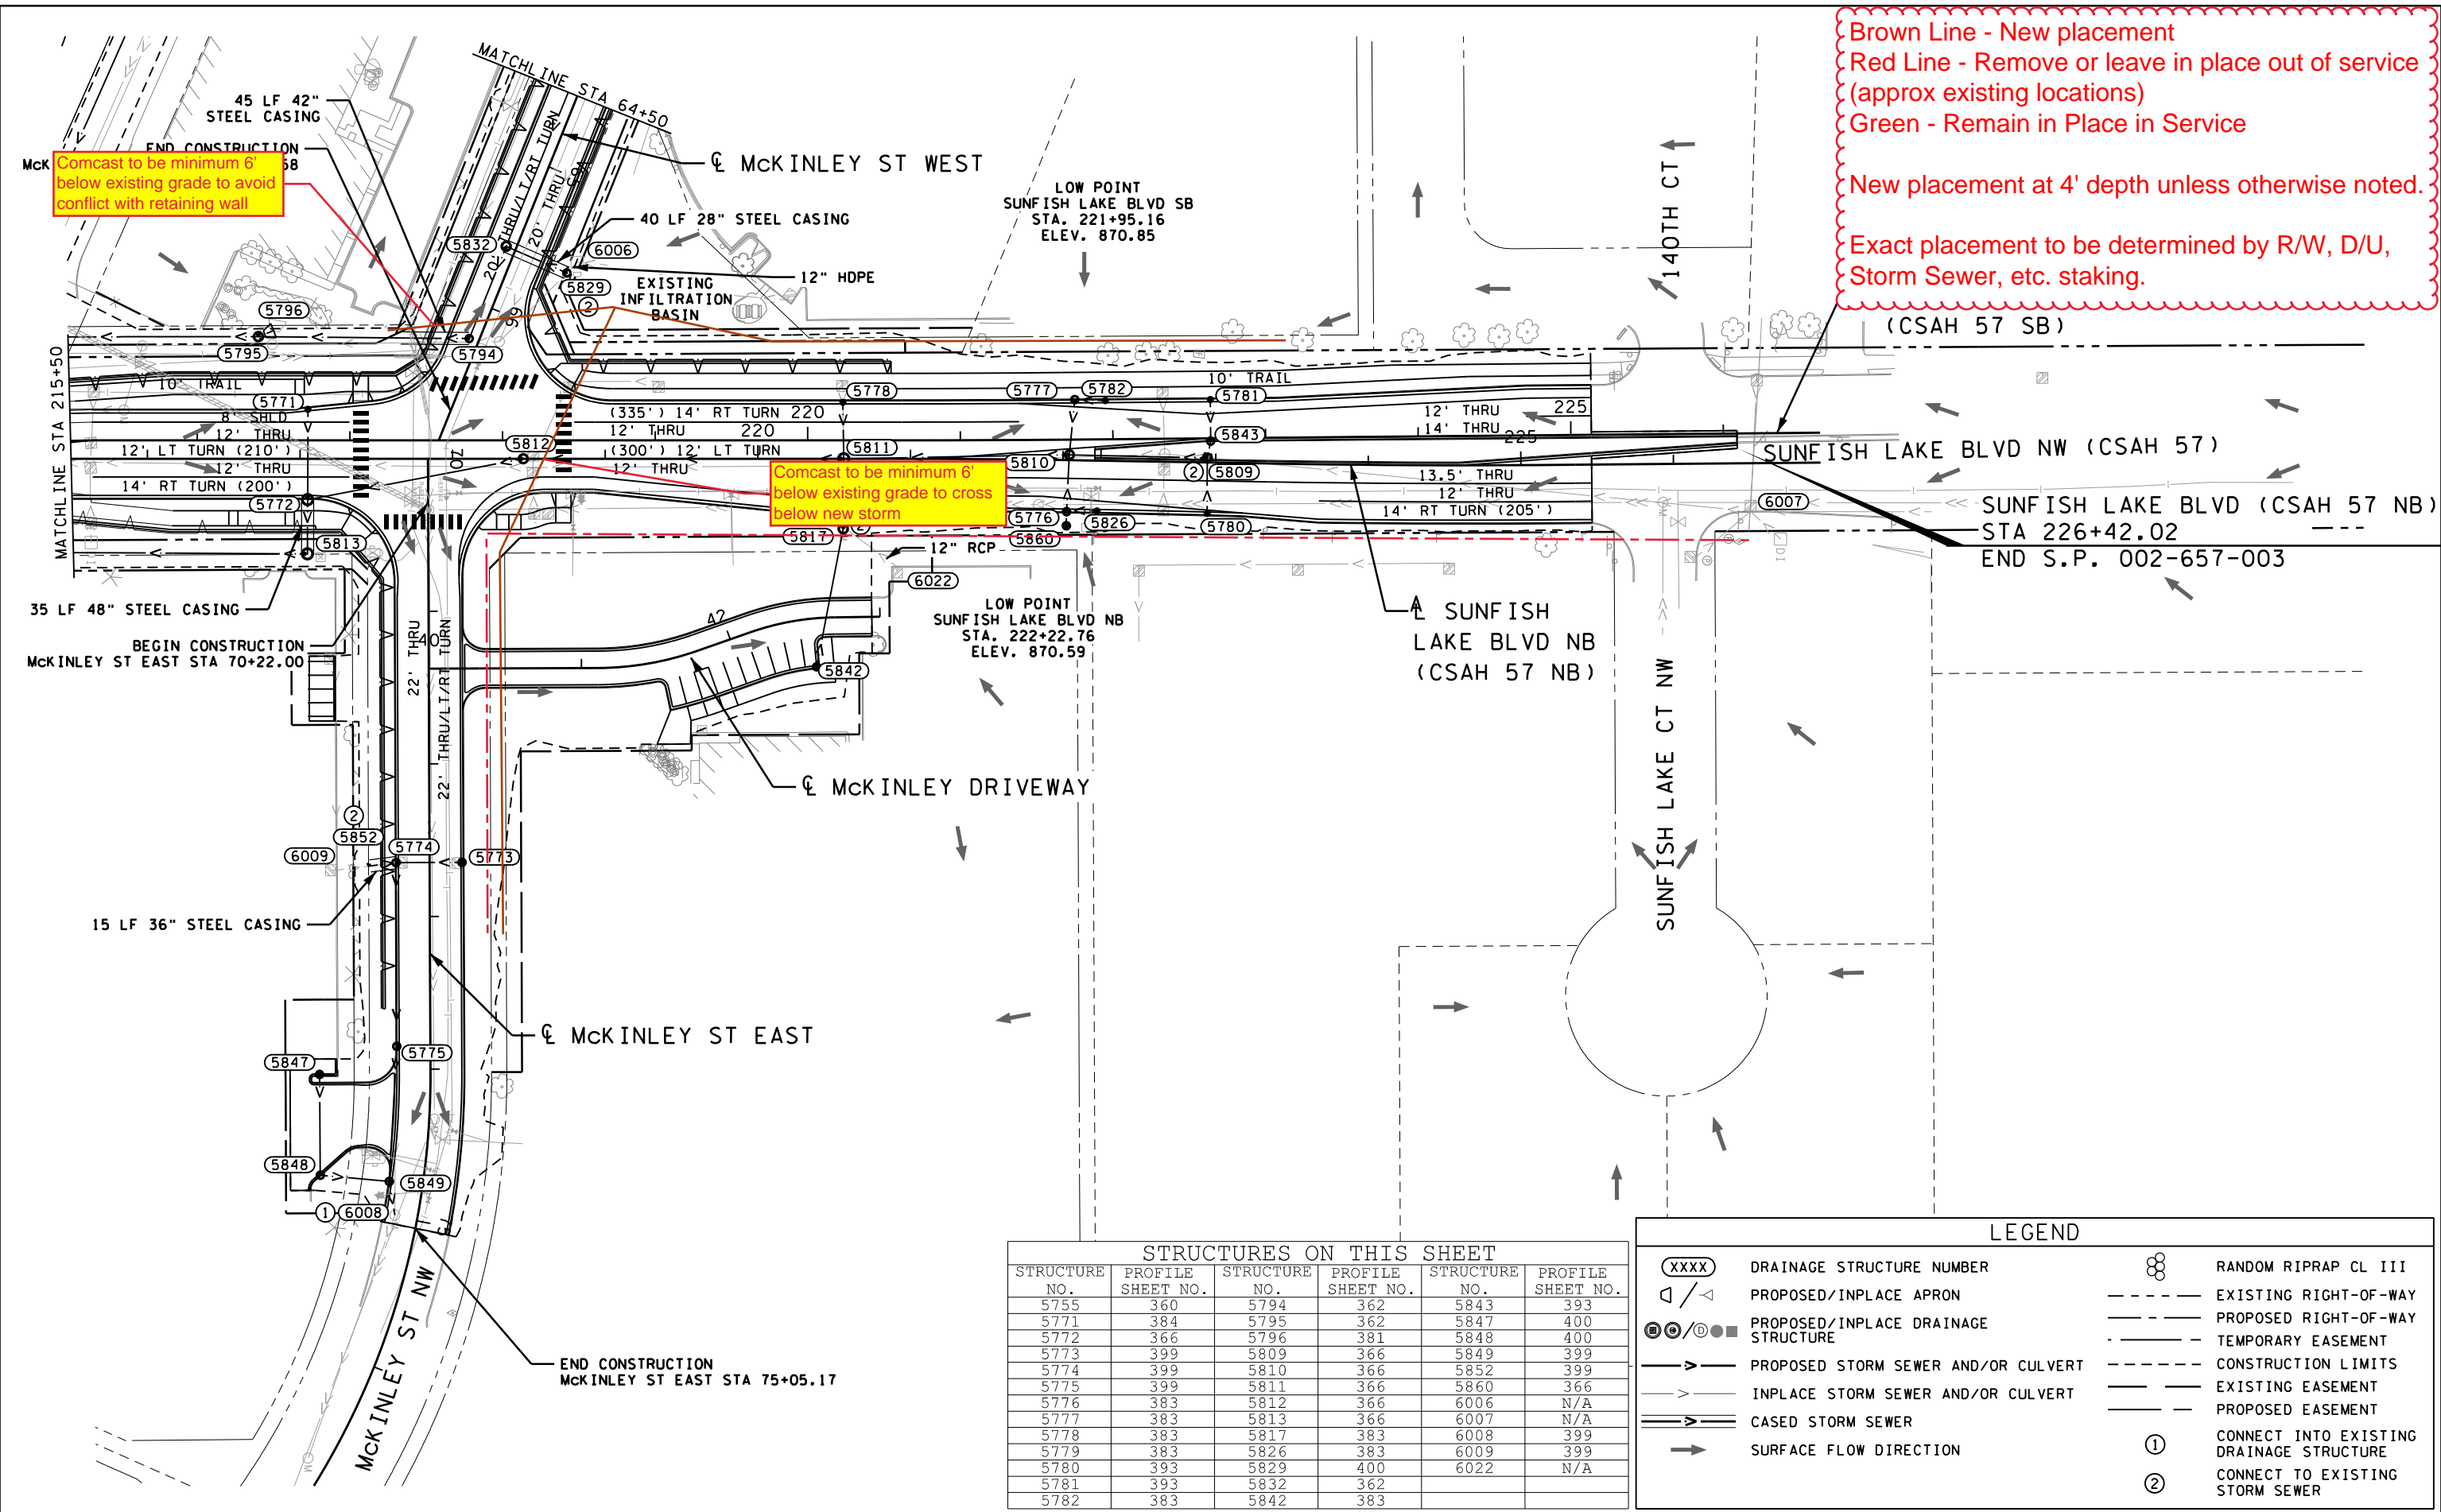 Brown Line - New placement
Red Line - Remove or leave in place out of service
(approx existing locations)
Green - Remain in Place in Service
New placement at 4' depth unless otherwise noted.
Exact placement to be determined by R/W, D/U,
Storm Sewer, etc. staking.
MATCHLINE STA 64+50
45 LF 42"
STEEL CASING
END CONSTRUCTION
McK
68
Comcast to be minimum 6'
below existing grade to avoid
conflict with retaining wall
20' THRU/LT/RT TURN
20' THRU
℄ McKINLEY ST WEST
40 LF 28" STEEL CASING
5832
6006
5829
2
12" HDPE
EXISTING
INFILTRATION
BASIN
LOW POINT
SUNFISH LAKE BLVD SB
STA. 221+95.16
ELEV. 870.85
140TH CT
(CSAH 57 SB)
5796
5795
5794
MATCHLINE STA 215+50
10' TRAIL
5771
8' SHLD
12' THRU
12' LT TURN (210')
12' THRU
14' RT TURN (200')
5772
5813
70
5812
5778
5777
5782
5781
10' TRAIL
(335') 14' RT TURN 220
12' THRU 220
(300') 12' LT TURN
12' THRU
5811
5810
5843
2
5809
12' THRU 225
14' THRU 225
13.5' THRU
12' THRU
14' RT TURN (205')
Comcast to be minimum 6'
below existing grade to cross
below new storm
5817
2
5776
5826
5860
5780
6007
SUNFISH LAKE BLVD NW (CSAH 57)
SUNFISH LAKE BLVD (CSAH 57 NB)
STA 226+42.02
END S.P. 002-657-003
12" RCP
6022
35 LF 48" STEEL CASING
BEGIN CONSTRUCTION
McKINLEY ST EAST STA 70+22.00
LOW POINT
SUNFISH LAKE BLVD NB
STA. 222+22.76
ELEV. 870.59
℄ SUNFISH
LAKE BLVD NB
(CSAH 57 NB)
22' THRU
40
22' THRU/LT/RT TURN
42
5842
℄ McKINLEY DRIVEWAY
SUNFISH LAKE CT NW
2
5852
5774
6009
5773
15 LF 36" STEEL CASING
℄ McKINLEY ST EAST
5775
5847
5848
5849
1
6008
McKINLEY ST NW
END CONSTRUCTION
McKINLEY ST EAST STA 75+05.17
STRUCTURES ON THIS SHEET
STRUCTURE NO. PROFILE SHEET NO. STRUCTURE NO. PROFILE SHEET NO. STRUCTURE NO. PROFILE SHEET NO.
5755 360 5794 362 5843 393
5771 384 5795 362 5847 400
5772 366 5796 381 5848 400
5773 399 5809 366 5849 399
5774 399 5810 366 5852 399
5775 399 5811 366 5860 366
5776 383 5812 366 6006 N/A
5777 383 5813 366 6007 N/A
5778 383 5817 383 6008 399
5779 383 5826 383 6009 399
5780 393 5829 400 6022 N/A
5781 393 5832 362
5782 383 5842 383
LEGEND
XXXX DRAINAGE STRUCTURE NUMBER
PROPOSED/INPLACE APRON
PROPOSED/INPLACE DRAINAGE
STRUCTURE
PROPOSED STORM SEWER AND/OR CULVERT
INPLACE STORM SEWER AND/OR CULVERT
CASED STORM SEWER
SURFACE FLOW DIRECTION
RANDOM RIPRAP CL III
EXISTING RIGHT-OF-WAY
PROPOSED RIGHT-OF-WAY
TEMPORARY EASEMENT
CONSTRUCTION LIMITS
EXISTING EASEMENT
PROPOSED EASEMENT
1 CONNECT INTO EXISTING
DRAINAGE STRUCTURE
2 CONNECT TO EXISTING
STORM SEWER